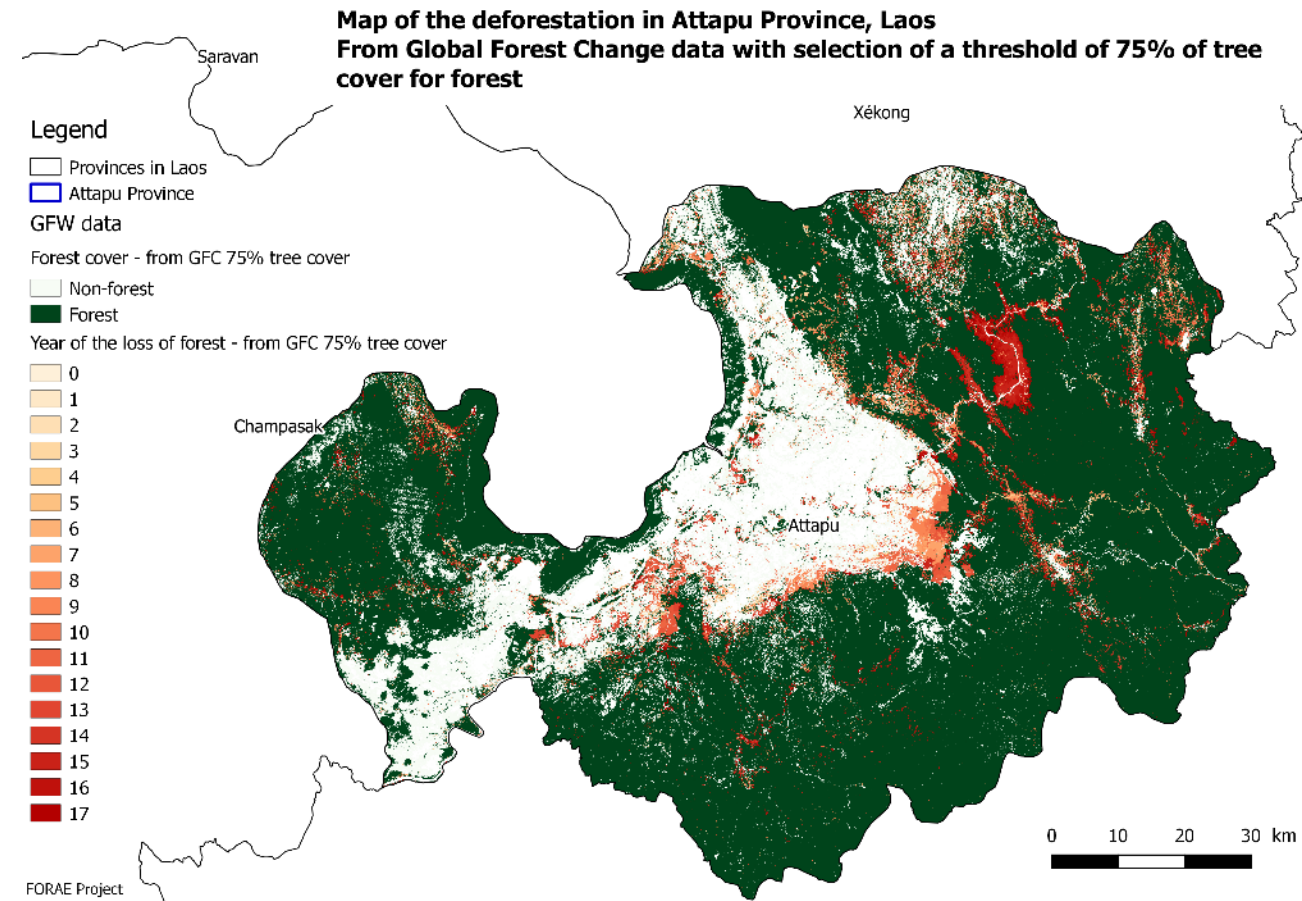 Map of the deforestation in Attapu Province, Laos
From Global Forest Change data with selection of a threshold of 75% of tree
cover for forest
Saravan
Xékong
Legend
Provinces in Laos
Attapu Province
GFW data
Forest cover - from GFC 75% tree cover
Non-forest
Forest
Year of the loss of forest - from GFC 75% tree cover
0
1
2
3
4
5
6
7
8
9
10
11
12
13
14
15
16
17
Champasak
Attapu
0 10 20 30 km
FORAE Project